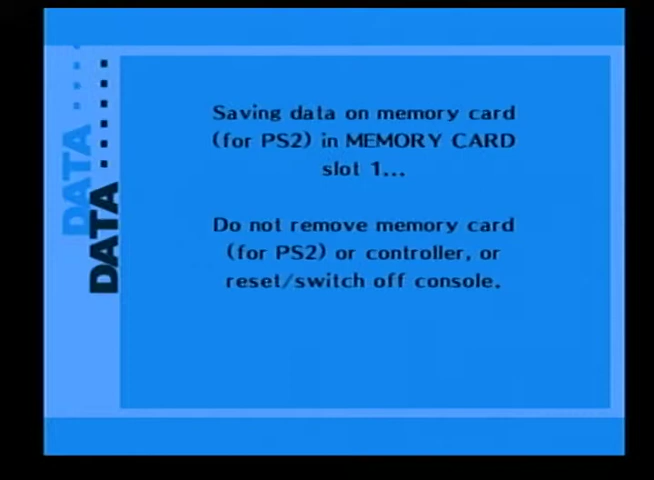 DATA
DATA
Saving data on memory card
(for PS2) in MEMORY CARD
slot 1...
Do not remove memory card
(for PS2) or controller, or
reset/switch off console.